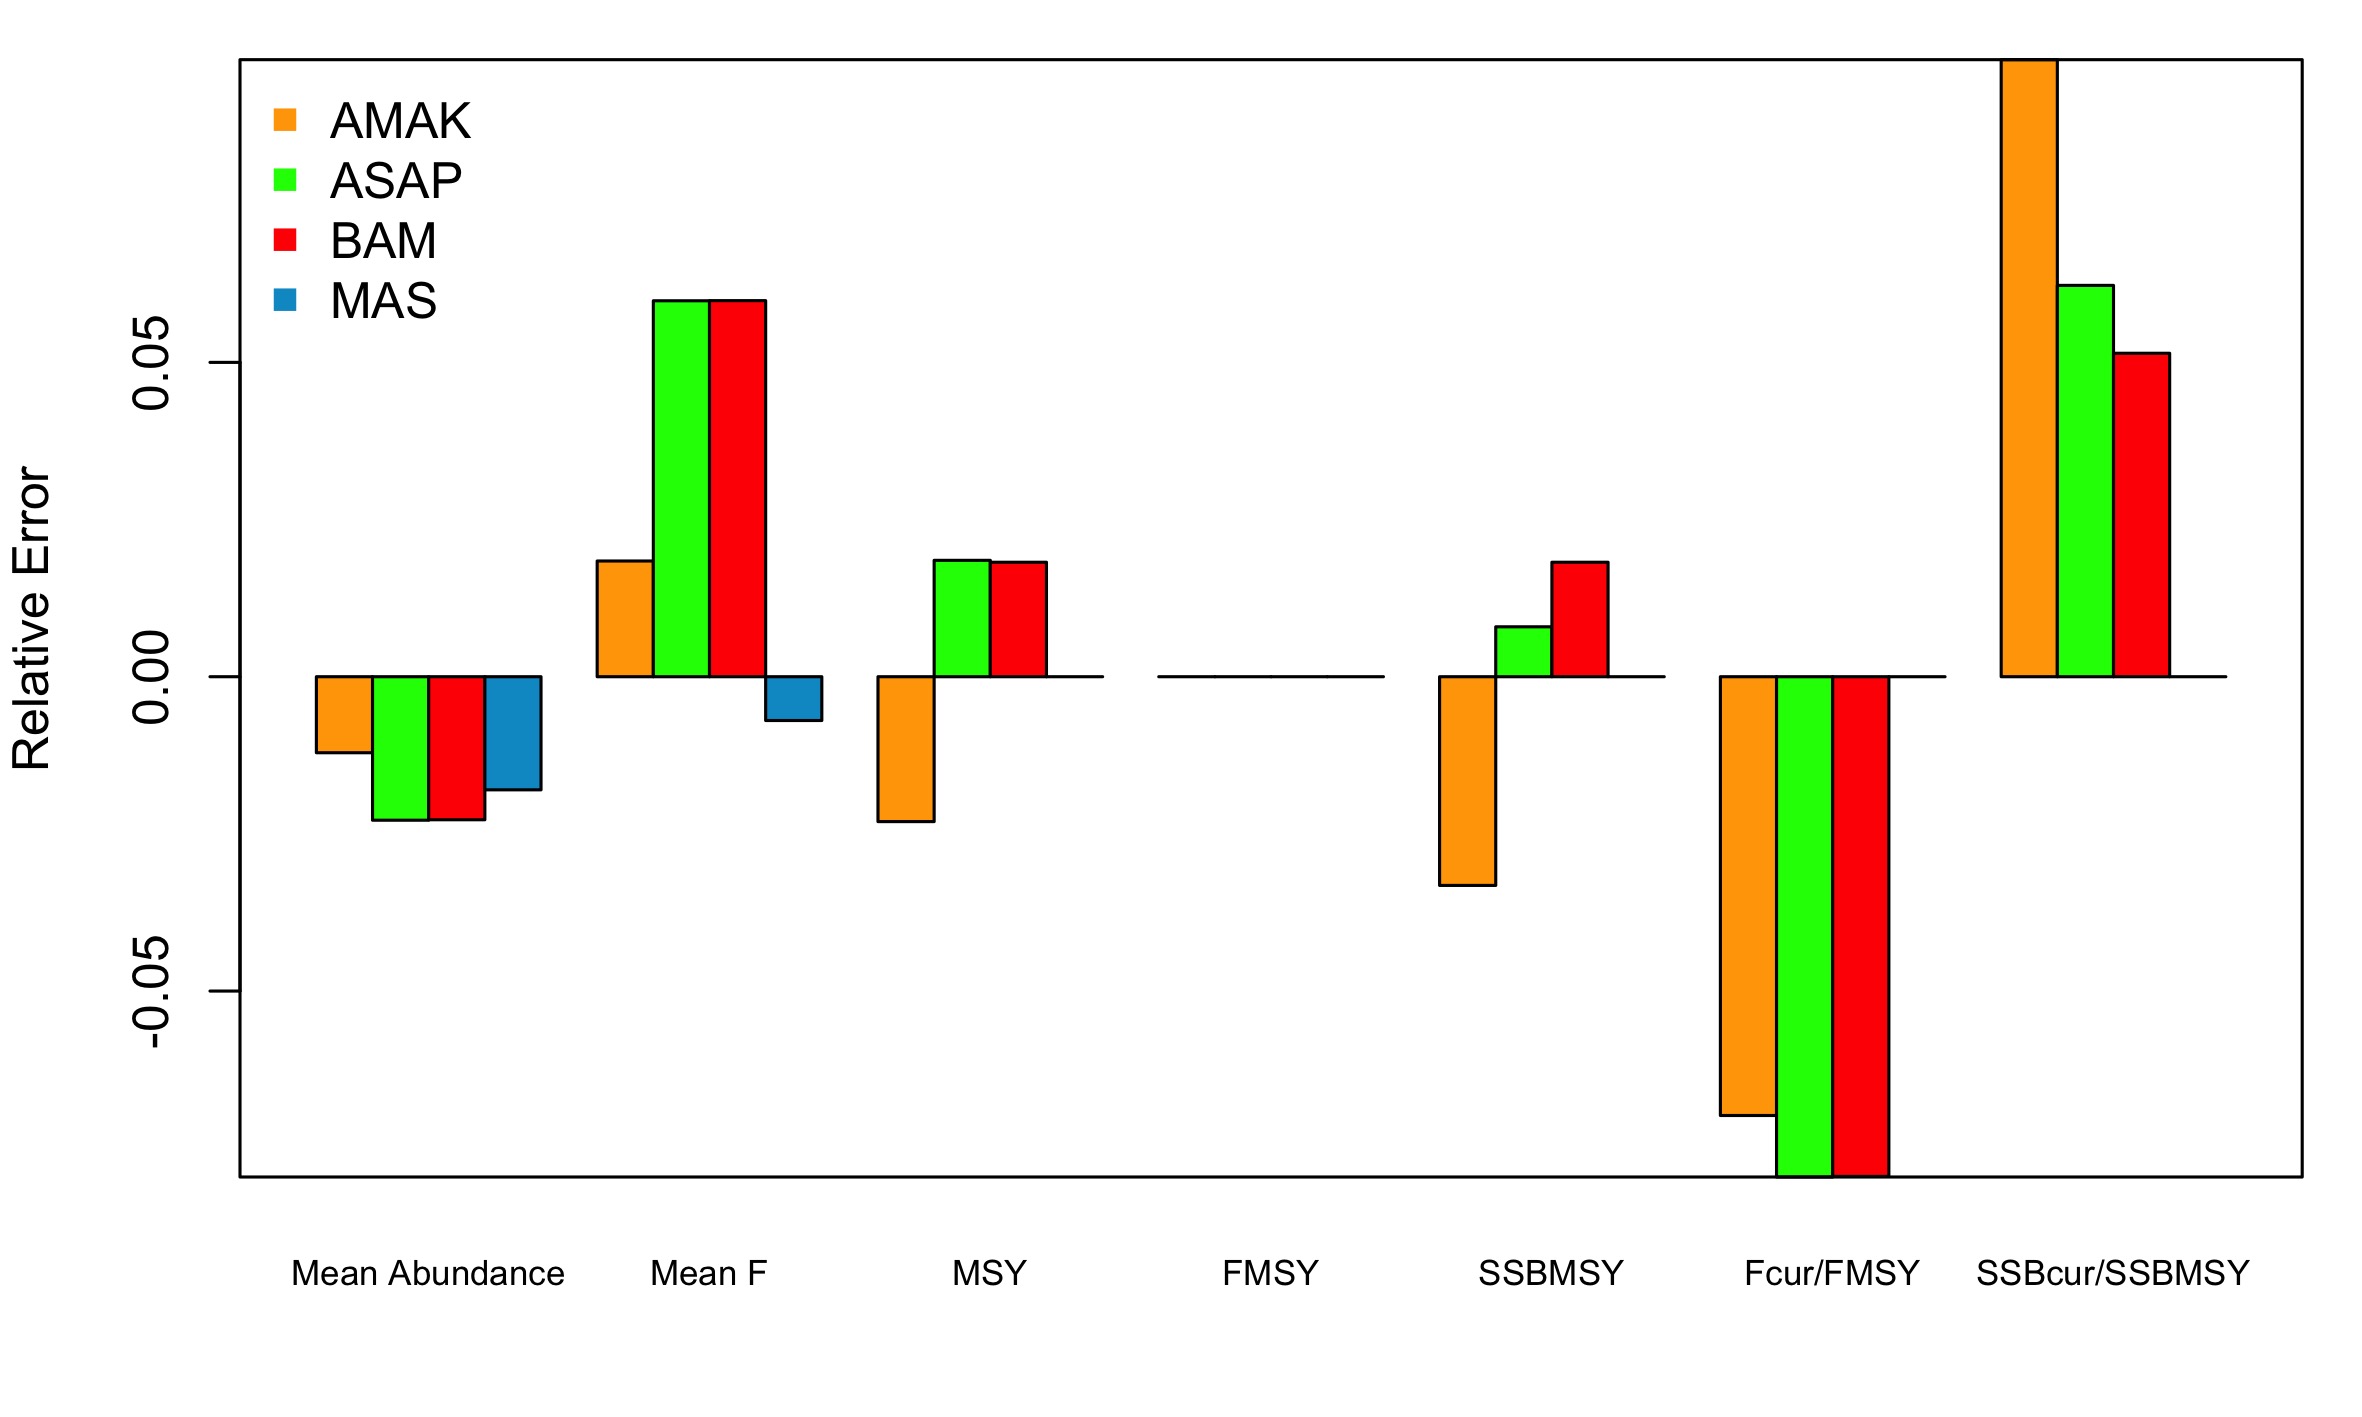 AMAK
ASAP
BAM
MAS
Relative Error
0.05
0.00
-0.05
Mean Abundance
Mean F
MSY
FMSY
SSBMSY
Fcur/FMSY
SSBcur/SSBMSY